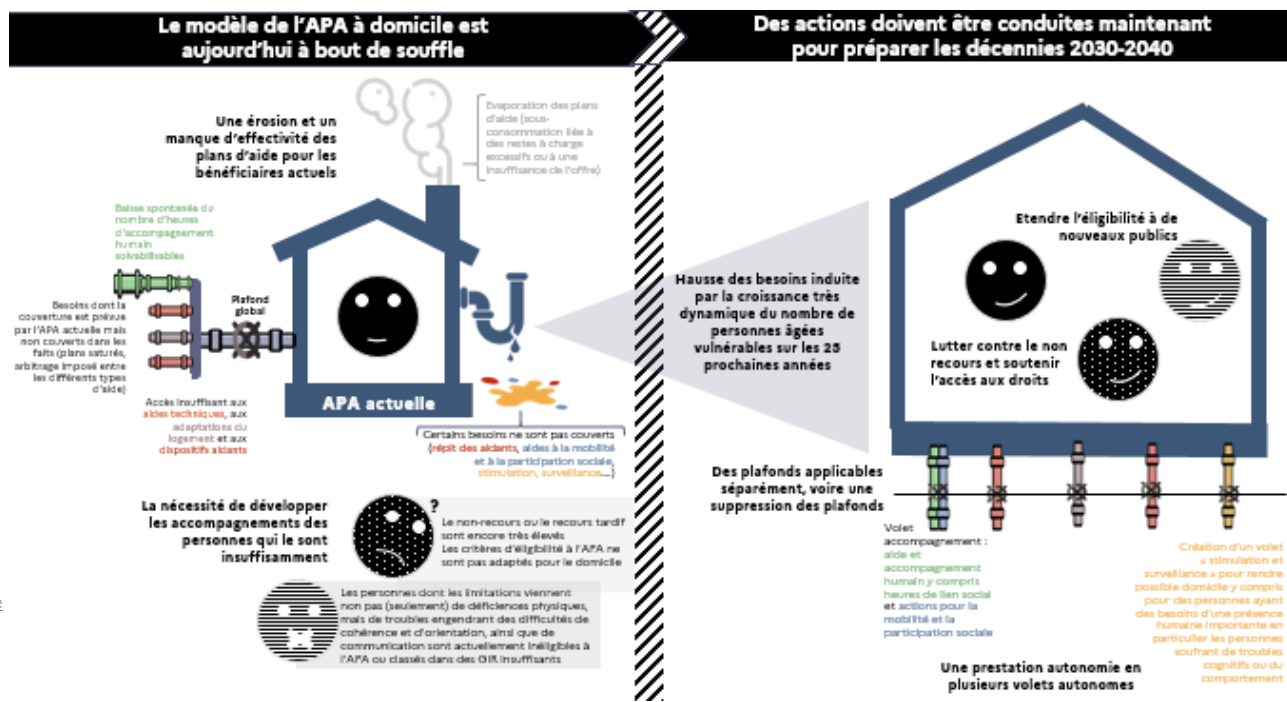 Le modèle de l'APA à domicile est
aujourd'hui à bout de souffle
Des actions doivent être conduites maintenant
pour préparer les décennies 2030-2040
Une érosion et un
manque d'effectivité des
plans d'aide pour les
bénéficiaires actuels
Evaporation des plans
d'aide (sous-
consommation liée à
des restes à charge
excessifs ou à une
insuffisance de l'offre)
Baisse spontanée du
nombre d'heures
d'accompagnement
humain
solvabilisables
Plafond
global
Besoins dont la
couverture est prévue
par l'APA actuelle mais
non couverts dans les
faits (plans saturés,
arbitrage imposé entre
les différents types
d'aide)
APA actuelle
Accès insuffisant aux
aides techniques, aux
adaptations du
logement et aux
dispositifs aidants
Certains besoins ne sont pas couverts
(répit des aidants, aides à la mobilité
et à la participation sociale,
stimulation, surveillance...)
La nécessité de développer
les accompagnements des
personnes qui le sont
insuffisamment
?
Le non-recours ou le recours tardif
sont encore très élevés
Les critères d'éligibilité à l'APA ne
sont pas adaptés pour le domicile
Les personnes dont les limitations viennent
non pas (seulement) de déficiences physiques,
mais de troubles engendrant des difficultés de
cohérence et d'orientation, ainsi que de
communication sont actuellement inéligibles à
l'APA ou classés dans des GIR insuffisants
e
Hausse des besoins induite
par la croissance très
dynamique du nombre de
personnes âgées
vulnérables sur les 25
prochaines années
Etendre l'éligibilité à de
nouveaux publics
Lutter contre le non
recours et soutenir
l'accès aux droits
Des plafonds applicables
séparément, voire une
suppression des plafonds
Volet
accompagnement :
aide et
accompagnement
humain y compris
heures de lien social
et actions pour la
mobilité et la
participation sociale
Création d'un volet
« stimulation et
surveillance » pour rendre
possible domicile y compris
pour des personnes ayant
des besoins d'une présence
humaine importante en
particulier les personnes
soufrant de troubles
cognitifs ou du
comportement
Une prestation autonomie en
plusieurs volets autonomes